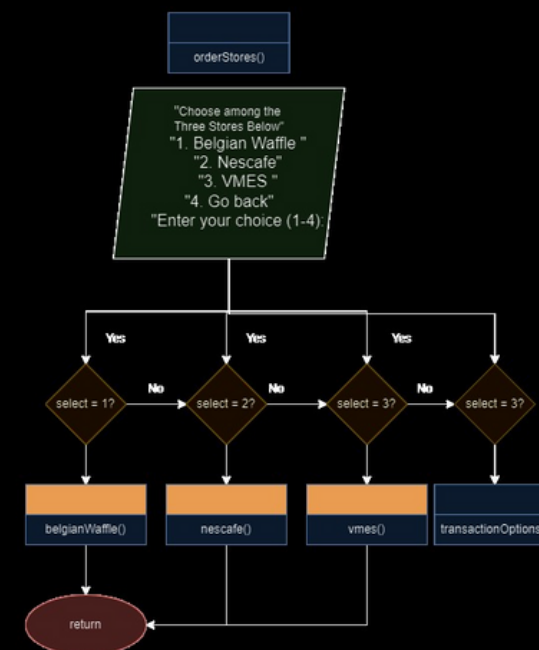 orderStores()
"Choose among the
Three Stores Below"
"1. Belgian Waffle "
"2. Nescafe"
"3. VMES "
"4. Go back"
"Enter your choice (1-4):
Yes Yes Yes
No No No
select = 1? select = 2? select = 3? select = 3?
belgianWaffle() nescafe() vmes() transactionOptions
return